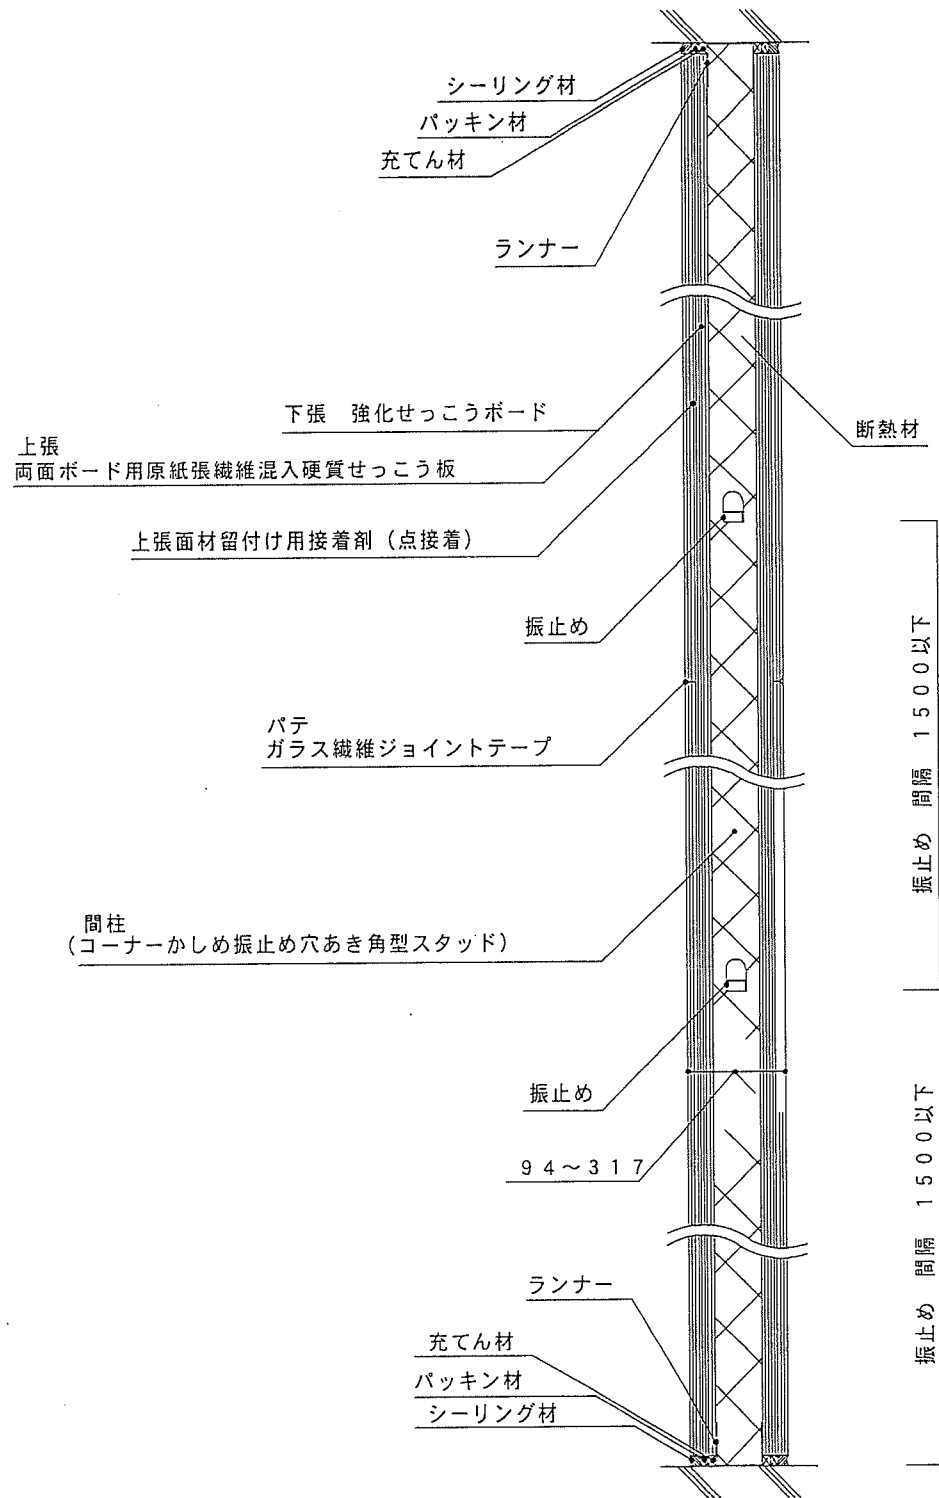 シーリング材
パッキン材
充てん材
ランナー
下張　強化せっこうボード
上張
両面ボード用原紙張繊維混入硬質せっこう板
断熱材
上張面材留付け用接着剤（点接着）
振止め
パテ
ガラス繊維ジョイントテープ
振止め　間隔　１５００以下
間柱
（コーナーかしめ振止め穴あき角型スタッド）
振止め
９４～３１７
振止め　間隔　１５００以下
ランナー
充てん材
パッキン材
シーリング材